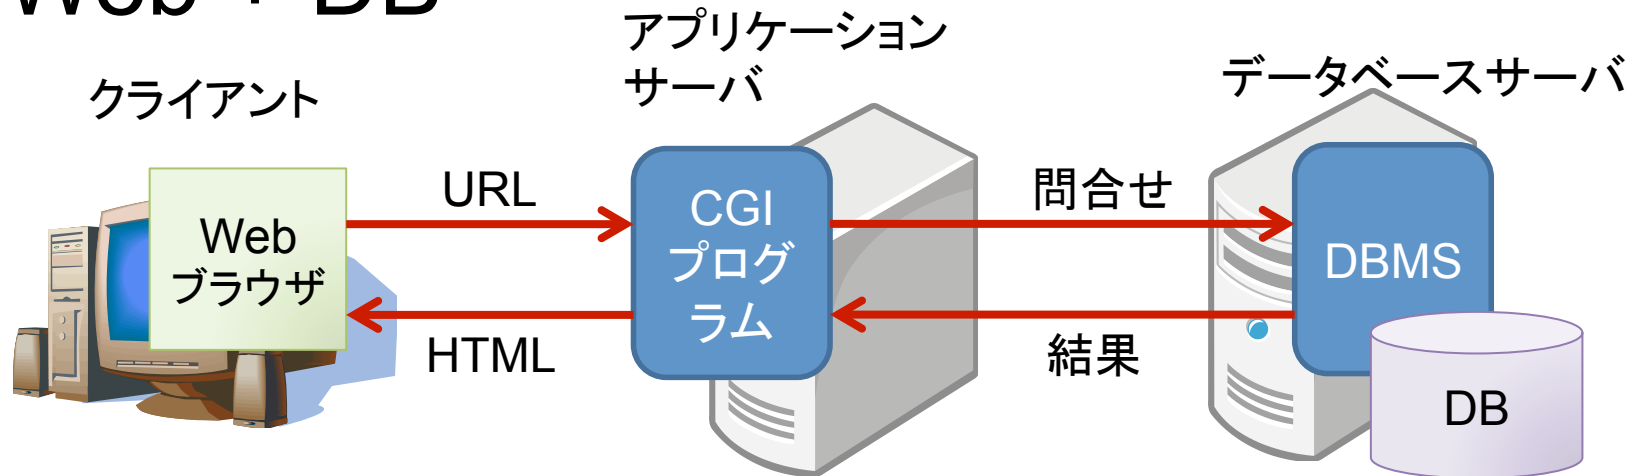 Web + DB
アプリケーション
サーバ
クライアント
データベースサーバ
Web
ブラウザ
URL
HTML
CGI
プログ
ラム
問合せ
結果
DBMS
DB